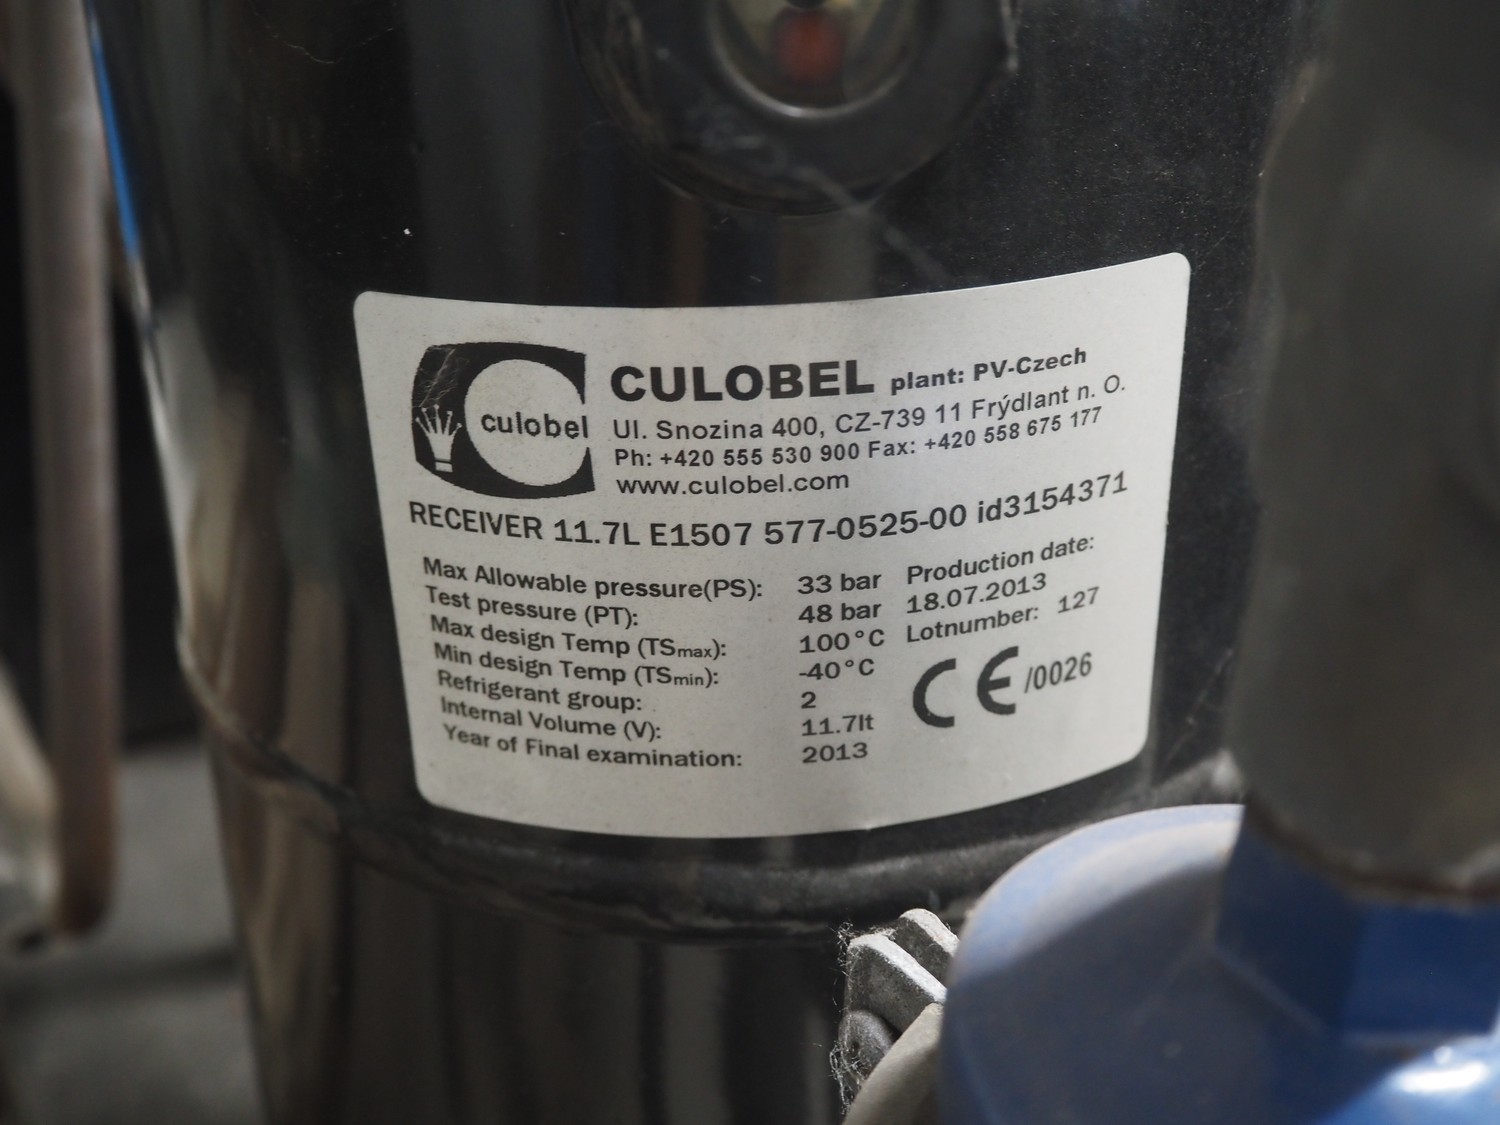 culobel
CULOBEL plant: PV-Czech
Ul. Snozina 400, CZ-739 11 Frýdlant n. O.
Ph: +420 555 530 900 Fax: +420 558 675 177
www.culobel.com
RECEIVER 11.7L E1507 577-0525-00 id3154371
Max Allowable pressure(PS): 33 bar
Test pressure (PT): 48 bar
Max design Temp (TSmax): 100°C
Min design Temp (TSmin): -40°C
Refrigerant group: 2
Internal Volume (V): 11.7lt
Year of Final examination: 2013
Production date:
18.07.2013
Lotnumber: 127
CE/0026